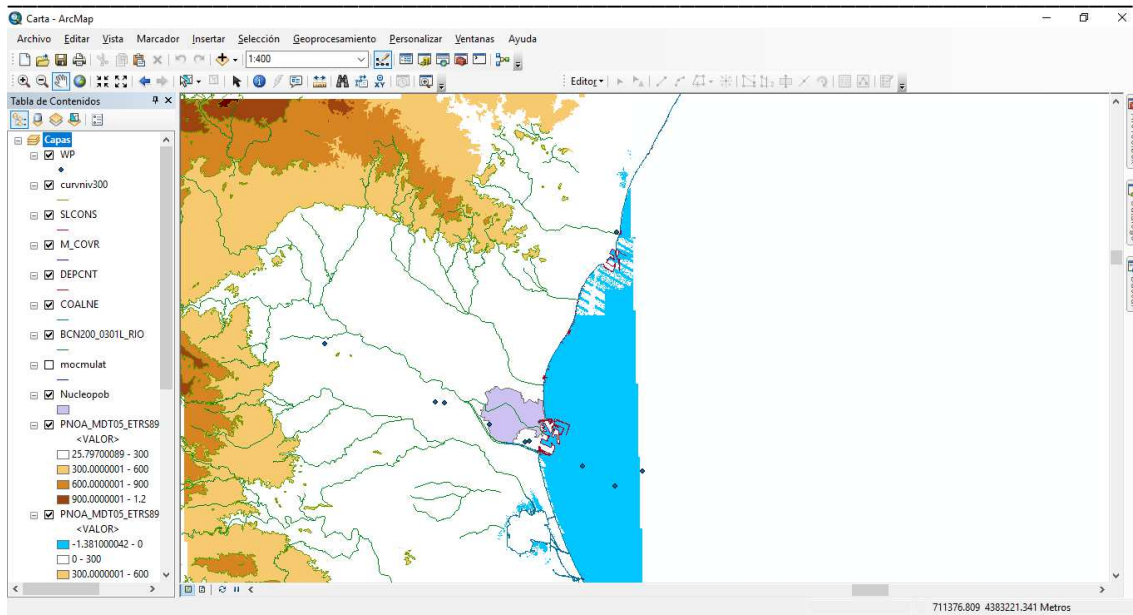 Carta - ArcMap
Archivo Editar Vista Marcador Insertar Selección Geoprocesamiento Personalizar Ventanas Ayuda
1:400
Editor
Tabla de Contenidos
Capas
WP
curvniv300
SLCONS
M_COVR
DEPCNT
COALNE
BCN200_0301L_RIO
mocmulat
Nucleopob
PNOA_MDT05_ETRS89
<VALOR>
25.79700089 - 300
300.0000001 - 600
600.0000001 - 900
900.0000001 - 1.2
PNOA_MDT05_ETRS89
<VALOR>
-1.381000042 - 0
0 - 300
300.0000001 - 600
711376.809 4383221.341 Metros